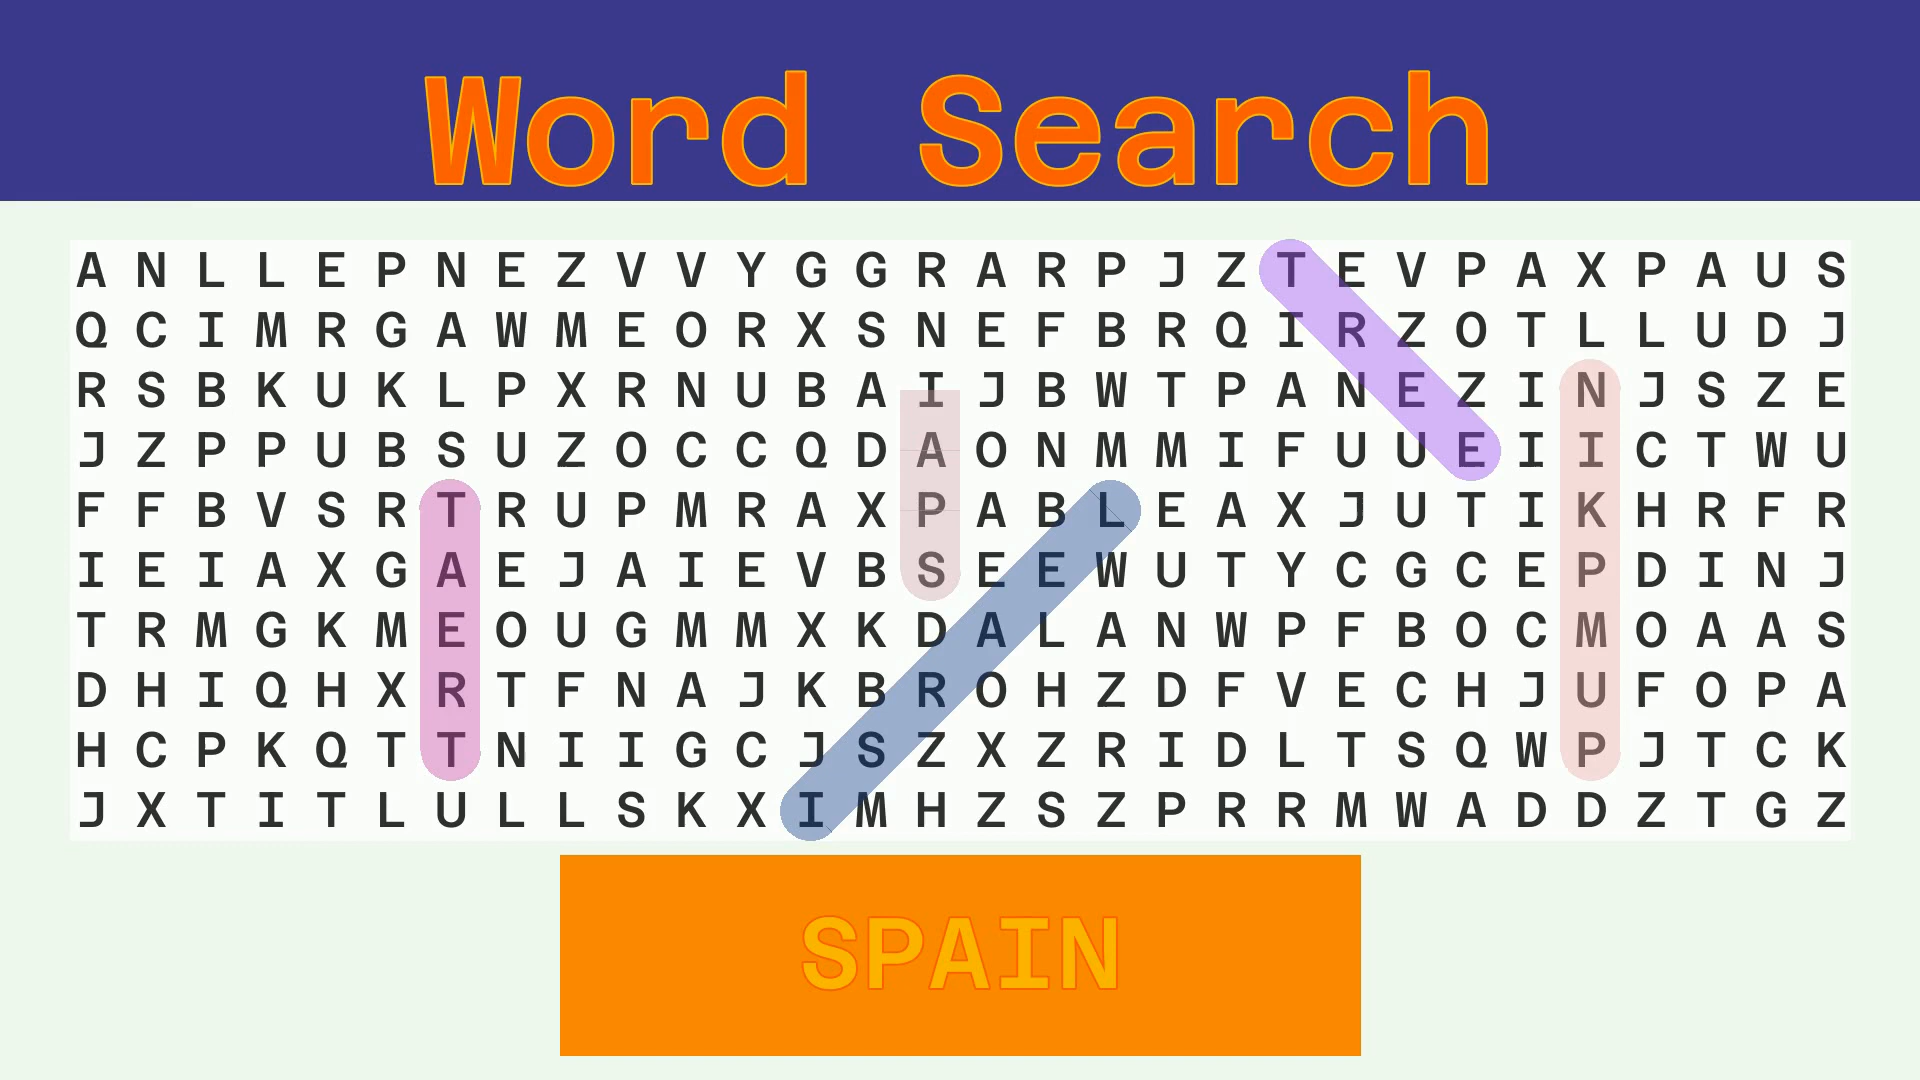 Word Search
A N L L E P N E Z V V Y G G R A R P J Z T E V P A X P A U S
Q C I M R G A W M E O R X S N E F B R Q I R Z O T L L U D J
R S B K U K L P X R N U B A I J B W T P A N E Z I N J S Z E
J Z P P U B S U Z O C C Q D A O N M M I F U U E I I C T W U
F F B V S R T R U P M R A X P A B L E A X J U T I K H R F R
I E I A X G A E J A I E V B S E E W U T Y C G C E P D I N J
T R M G K M E O U G M M X K D A L A N W P F B O C M O A A S
D H I Q H X R T F N A J K B R O H Z D F V E C H J U F O P A
H C P K Q T T N I I G C J S Z X Z R I D L T S Q W P J T C K
J X T I T L U L L S K X I M H Z S Z P R R M W A D D Z T G Z
SPAIN